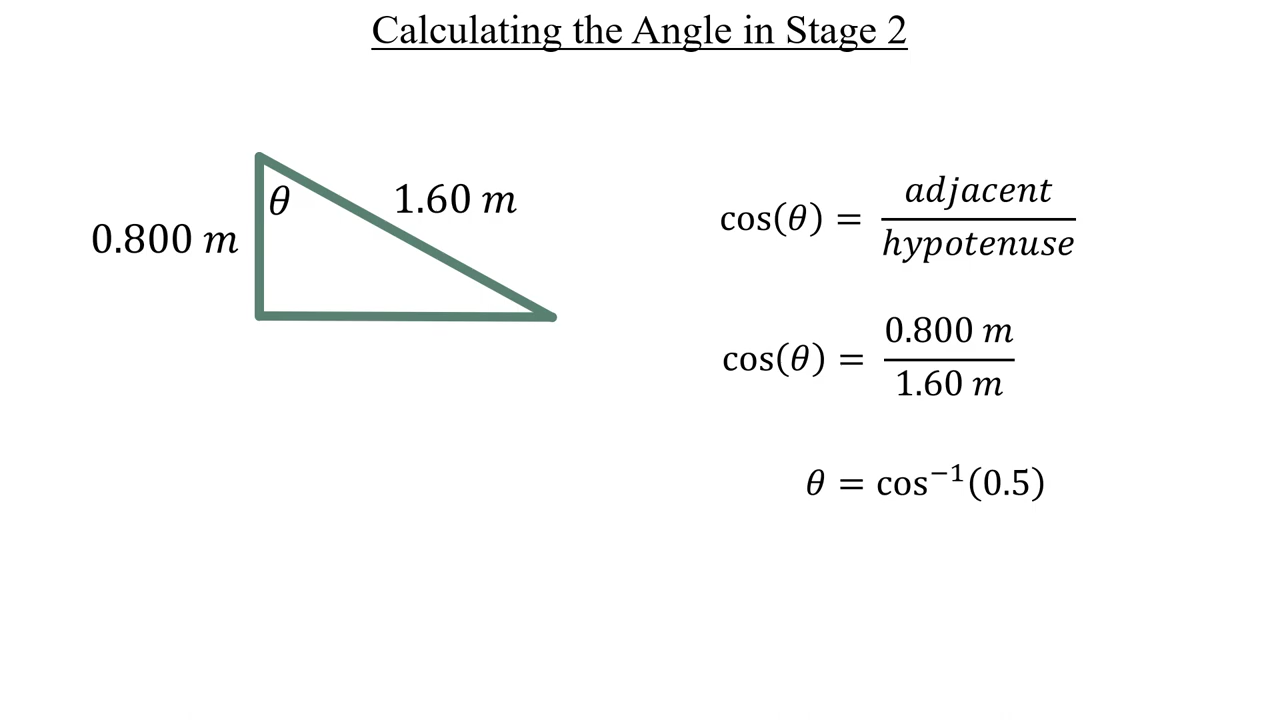 Calculating the Angle in Stage 2
θ
1.60 m
0.800 m
cos(θ) = adjacent / hypotenuse
cos(θ) = 0.800 m / 1.60 m
θ = cos⁻¹(0.5)